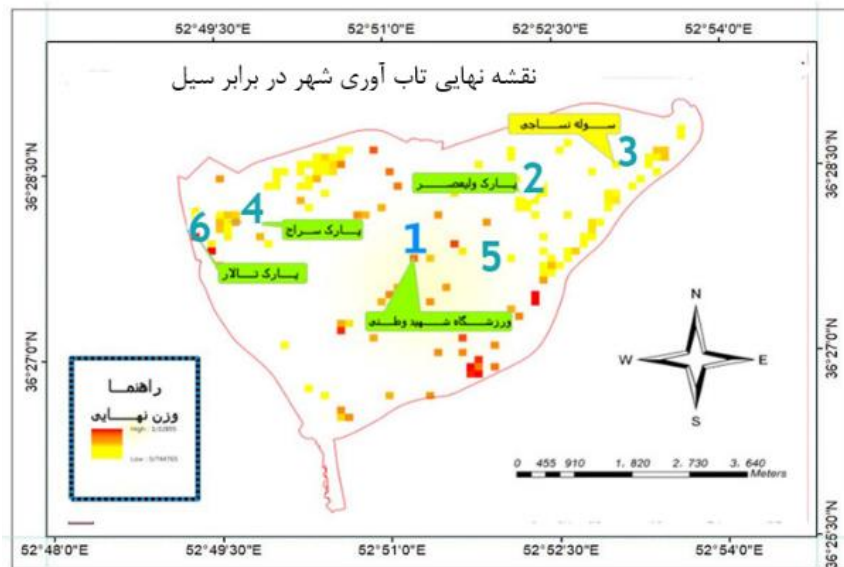 52°49'30"E 52°51'0"E 52°52'30"E 52°54'0"E
نقشه نهایی تاب آوری شهر در برابر سیل
سوله نساجی
3
36°28'30"N
36°28'30"N
پارک ولیعصر
2
4
پارک سراج
6
1
5
پارک تالار
ورزشگاه شهید وطنی
N
W E
S
36°27'0"N
36°27'0"N
راهنما
وزن نهایی
High :
Low :
0 455 910 1,820 2,730 3,640
Meters
36°25'30"N
52°48'0"E 52°49'30"E 52°51'0"E 52°52'30"E 52°54'0"E